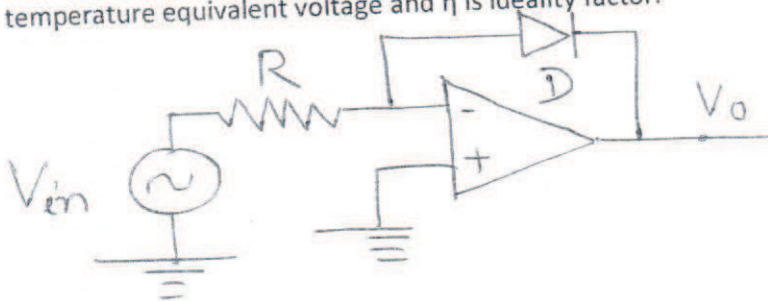 temperature equivalent voltage and η is ideality factor.
R
D
Vin
-
+
Vo